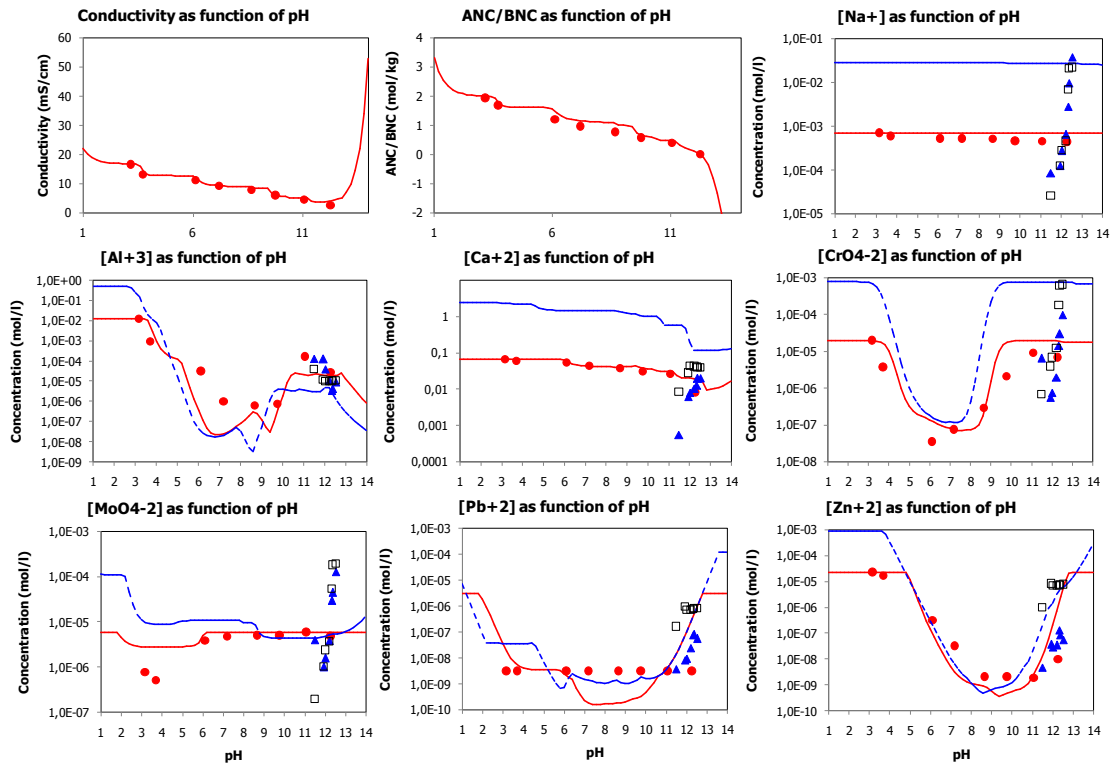 Conductivity as function of pH
Conductivity (mS/cm)
60
50
40
30
20
10
0
1 6 11
ANC/BNC as function of pH
ANC/BNC (mol/kg)
4
3
2
1
0
-1
-2
1 6 11
[Na+] as function of pH
Concentration (mol/l)
1,0E-01
1,0E-02
1,0E-03
1,0E-04
1,0E-05
1 2 3 4 5 6 7 8 9 10 11 12 13 14
[Al+3] as function of pH
Concentration (mol/l)
1,0E+00
1,0E-01
1,0E-02
1,0E-03
1,0E-04
1,0E-05
1,0E-06
1,0E-07
1,0E-08
1,0E-09
1 2 3 4 5 6 7 8 9 10 11 12 13 14
[Ca+2] as function of pH
Concentration (mol/l)
1
0,1
0,01
0,001
0,0001
1 2 3 4 5 6 7 8 9 10 11 12 13 14
[CrO4-2] as function of pH
Concentration (mol/l)
1,0E-03
1,0E-04
1,0E-05
1,0E-06
1,0E-07
1,0E-08
1 2 3 4 5 6 7 8 9 10 11 12 13 14
[MoO4-2] as function of pH
Concentration (mol/l)
1,0E-03
1,0E-04
1,0E-05
1,0E-06
1,0E-07
1 2 3 4 5 6 7 8 9 10 11 12 13 14
pH
[Pb+2] as function of pH
Concentration (mol/l)
1,0E-03
1,0E-04
1,0E-05
1,0E-06
1,0E-07
1,0E-08
1,0E-09
1,0E-10
1 2 3 4 5 6 7 8 9 10 11 12 13 14
pH
[Zn+2] as function of pH
Concentration (mol/l)
1,0E-03
1,0E-04
1,0E-05
1,0E-06
1,0E-07
1,0E-08
1,0E-09
1,0E-10
1 2 3 4 5 6 7 8 9 10 11 12 13 14
pH